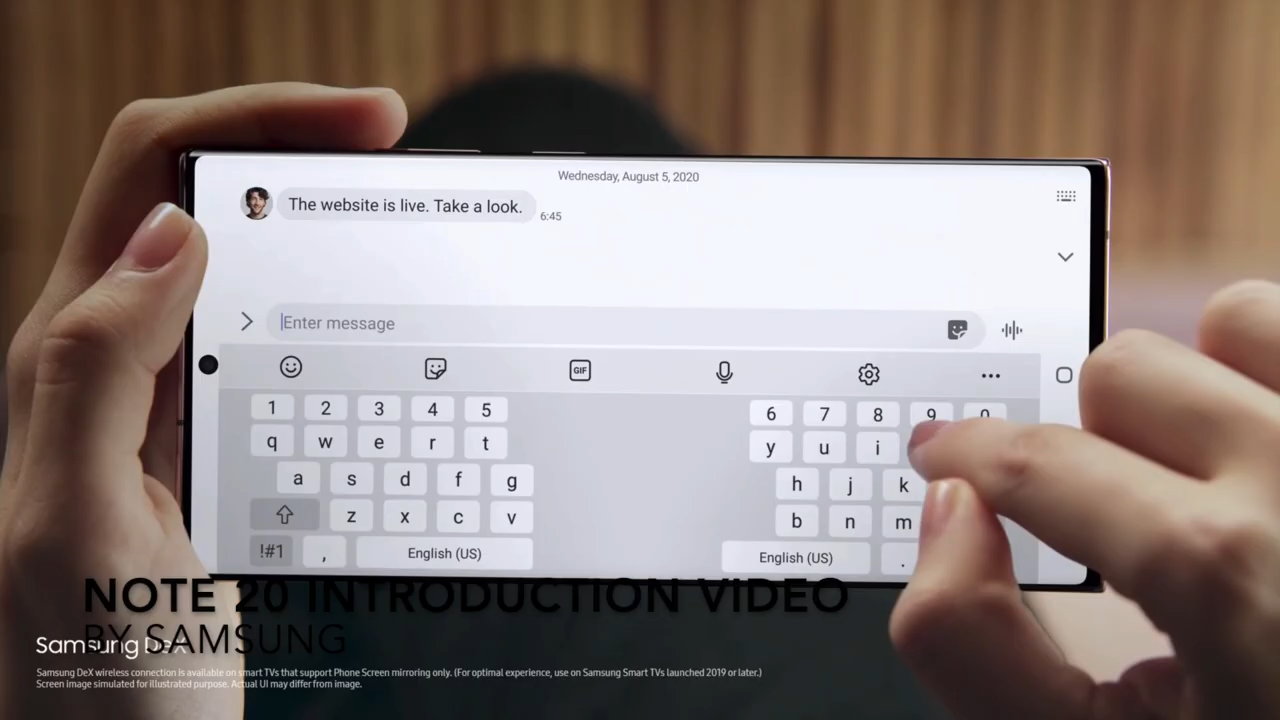 Wednesday, August 5, 2020
The website is live. Take a look.
6:45
Enter message
GIF
1 2 3 4 5 6 7 8 9 0
q w e r t y u i
a s d f g h j k
z x c v b n m
!#1 , English (US) English (US) .
NOTE 20 INTRODUCTION VIDEO
BY SAMSUNG
Samsung DeX
Samsung DeX wireless connection is available on smart TVs that support Phone Screen mirroring only. (For optimal experience, use on Samsung Smart TVs launched 2019 or later.)
Screen image simulated for illustrated purpose. Actual UI may differ from image.